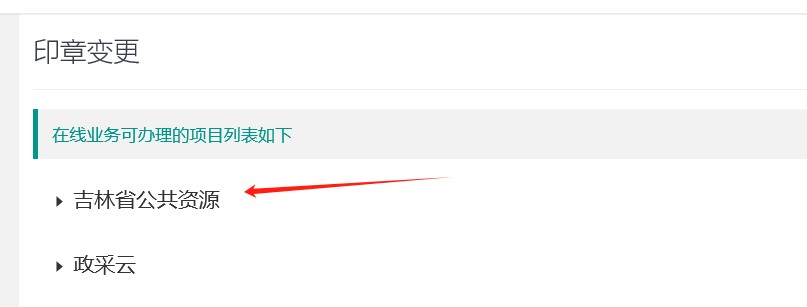 印章变更
在线业务可办理的项目列表如下
吉林省公共资源
政采云